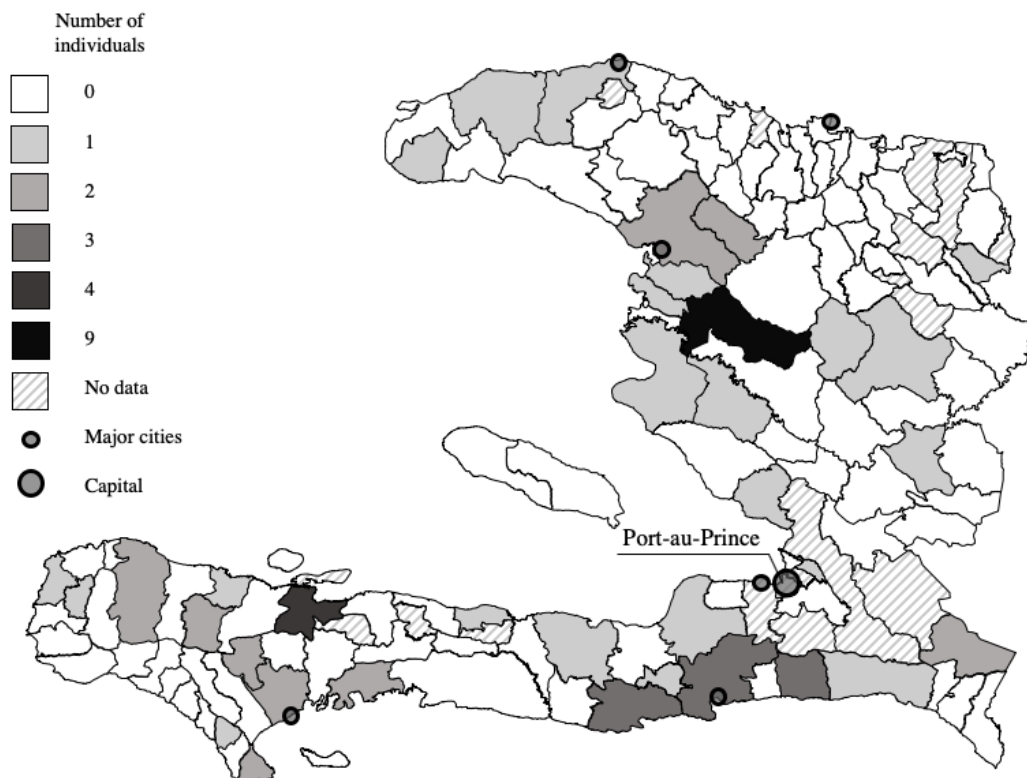 Number of
individuals
0
1
2
3
4
9
No data
Major cities
Capital
Port-au-Prince